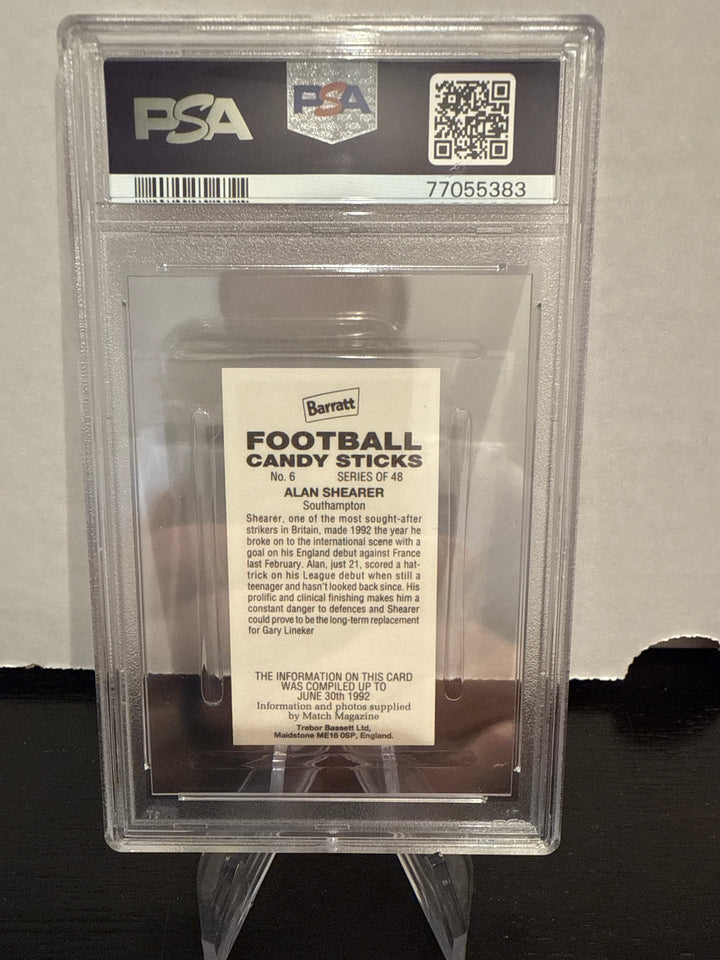 PSA
PSA
77055383
Barratt
FOOTBALL
CANDY STICKS
No. 6 SERIES OF 48
ALAN SHEARER
Southampton
Shearer, one of the most sought-after
strikers in Britain, made 1992 the year he
broke on to the international scene with a
goal on his England debut against France
last February. Alan, just 21, scored a hat-
trick on his League debut when still a
teenager and hasn't looked back since. His
prolific and clinical finishing makes him a
constant danger to defences and Shearer
could prove to be the long-term replacement
for Gary Lineker
THE INFORMATION ON THIS CARD
WAS COMPILED UP TO
JUNE 30th 1992
Information and photos supplied
by Match Magazine
Trebor Bassett Ltd,
Maidstone ME16 0SP, England.